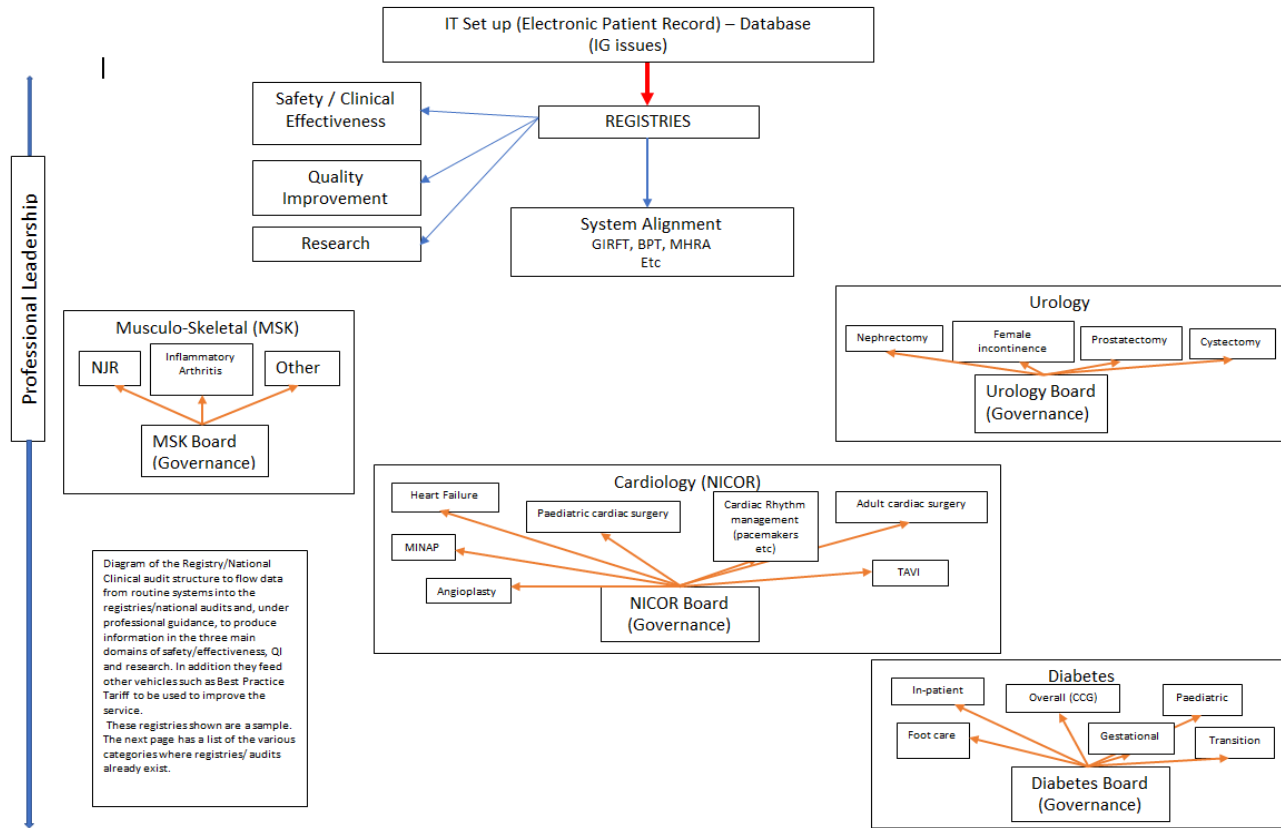 IT Set up (Electronic Patient Record) – Database
(IG issues)
Safety / Clinical
Effectiveness
REGISTRIES
Quality
Improvement
Research
System Alignment
GIRFT, BPT, MHRA
Etc
Professional Leadership
Musculo-Skeletal (MSK)
NJR
Inflammatory
Arthritis
Other
MSK Board
(Governance)
Urology
Nephrectomy
Female
incontinence
Prostatectomy
Cystectomy
Urology Board
(Governance)
Cardiology (NICOR)
Heart Failure
Paediatric cardiac surgery
Cardiac Rhythm
management
(pacemakers
etc)
Adult cardiac surgery
MINAP
TAVI
Angioplasty
NICOR Board
(Governance)
Diagram of the Registry/National
Clinical audit structure to flow data
from routine systems into the
registries/national audits and, under
professional guidance, to produce
information in the three main
domains of safety/effectiveness, QI
and research. In addition they feed
other vehicles such as Best Practice
Tariff to be used to improve the
service.
These registries shown are a sample.
The next page has a list of the various
categories where registries/ audits
already exist.
Diabetes
In-patient
Overall (CCG)
Paediatric
Foot care
Gestational
Transition
Diabetes Board
(Governance)